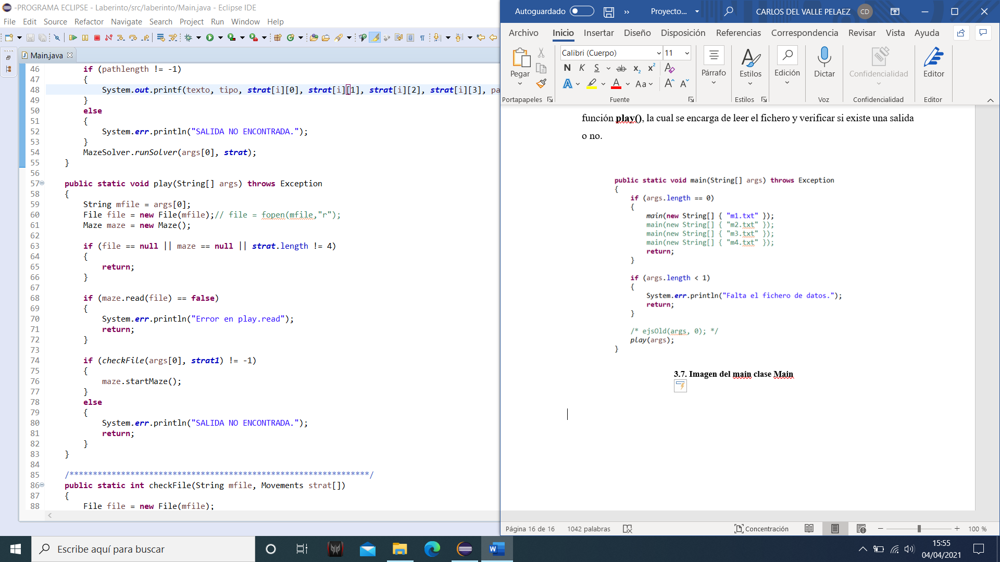 -PROGRAMA ECLIPSE - Laberinto/src/laberinto/Main.java - Eclipse IDE
File Edit Source Refactor Navigate Search Project Run Window Help
Main.java
46 if (pathlength != -1)
47 {
48 System.out.printf(texto, tipo, strat[i][0], strat[i][1], strat[i][2], strat[i][3], pa
49 }
50 else
51 {
52 System.err.println("SALIDA NO ENCONTRADA.");
53 }
54 MazeSolver.runSolver(args[0], strat);
55 }
56
57 public static void play(String[] args) throws Exception
58 {
59 String mfile = args[0];
60 File file = new File(mfile);// file = fopen(mfile,"r");
61 Maze maze = new Maze();
62
63 if (file == null || maze == null || strat.length != 4)
64 {
65 return;
66 }
67
68 if (maze.read(file) == false)
69 {
70 System.err.println("Error en play.read");
71 return;
72 }
73
74 if (checkFile(args[0], strat1) != -1)
75 {
76 maze.startMaze();
77 }
78 else
79 {
80 System.err.println("SALIDA NO ENCONTRADA.");
81 return;
82 }
83 }
84
85 /****************************************************************/
86 public static int checkFile(String mfile, Movements strat[])
87 {
88 File file = new File(mfile);
Autoguardado Proyecto... CARLOS DEL VALLE PELAEZ CD
Archivo Inicio Insertar Diseño Disposición Referencias Correspondencia Revisar Vista Ayuda
Calibri (Cuerpo) 11
N K S ab x₂ x²
A A Aa A A
Pegar Párrafo Estilos Edición Dictar Confidencialidad Editor
Portapapeles Fuente Estilos Voz Confidencialidad Editor
función play(), la cual se encarga de leer el fichero y verificar si existe una salida
o no.
public static void main(String[] args) throws Exception
{
if (args.length == 0)
{
main(new String[] { "m1.txt" });
main(new String[] { "m2.txt" });
main(new String[] { "m3.txt" });
main(new String[] { "m4.txt" });
return;
}
if (args.length < 1)
{
System.err.println("Falta el fichero de datos.");
return;
}
/* ejsOld(args, 0); */
play(args);
}
3.7. Imagen del main clase Main
Página 16 de 16 1042 palabras Concentración 100 %
Escribe aquí para buscar
15:55
04/04/2021